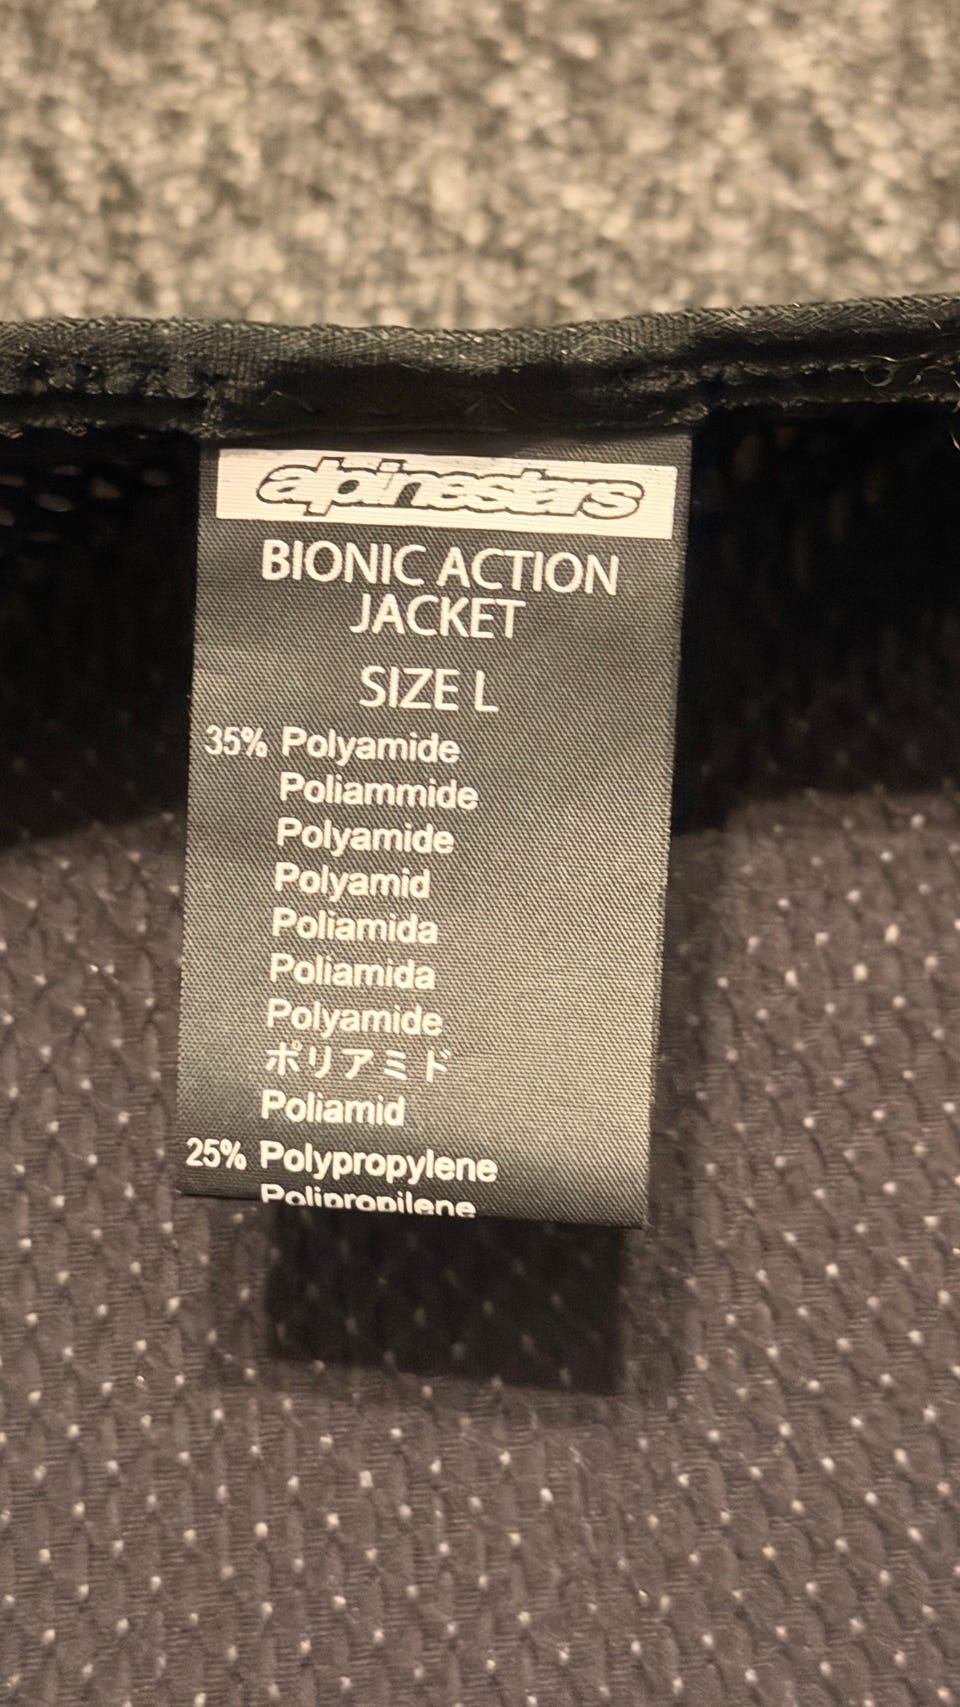 alpinestars
BIONIC ACTION
JACKET
SIZE L
35% Polyamide
Poliammide
Polyamide
Polyamid
Poliamida
Poliamida
Polyamide
ポリアミド
Poliamid
25% Polypropylene
Polipropilene